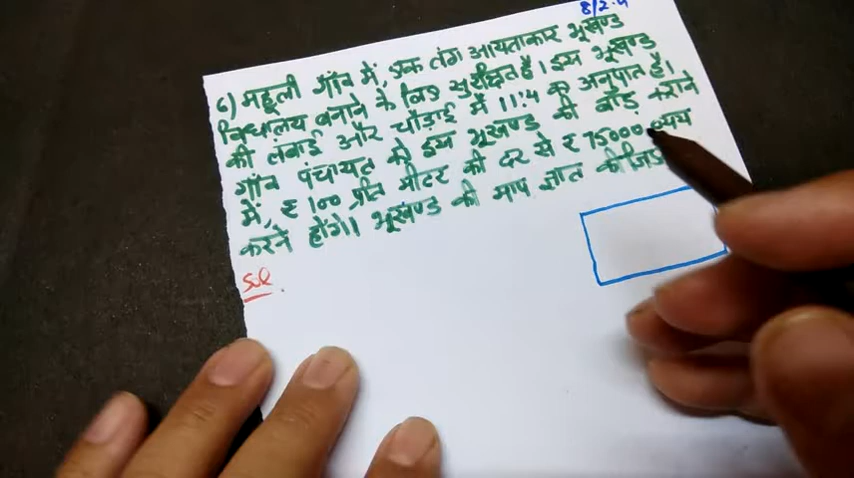 8/2.4
6) महूली गाँव में, एक तंग आयताकार भूखण्ड
विद्यालय बनाने के लिए सुरक्षित है। इस भूखण्ड
की लंबाई और चौड़ाई में 11:4 का अनुपात है।
गाँव पंचायत को इस भूखण्ड की बाड़ कराने
में, ₹100 प्रति मीटर की दर से ₹ 75000 व्यय
करने होंगे। भूखण्ड की माप ज्ञात कीजिए
Sol.